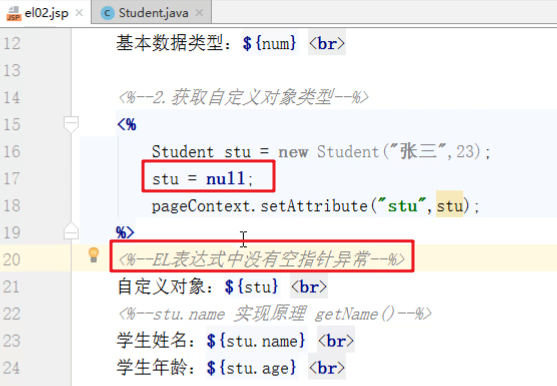 el02.jsp Student.java
12 基本数据类型：${num} <br>
13
14 <%--2.获取自定义对象类型--%>
15 <%
16 Student stu = new Student("张三",23);
17 stu = null;
18 pageContext.setAttribute("stu",stu);
19 %>
20 <%--EL表达式中没有空指针异常--%>
21 自定义对象：${stu} <br>
22 <%--stu.name 实现原理 getName()--%>
23 学生姓名：${stu.name} <br>
24 学生年龄：${stu.age} <br>